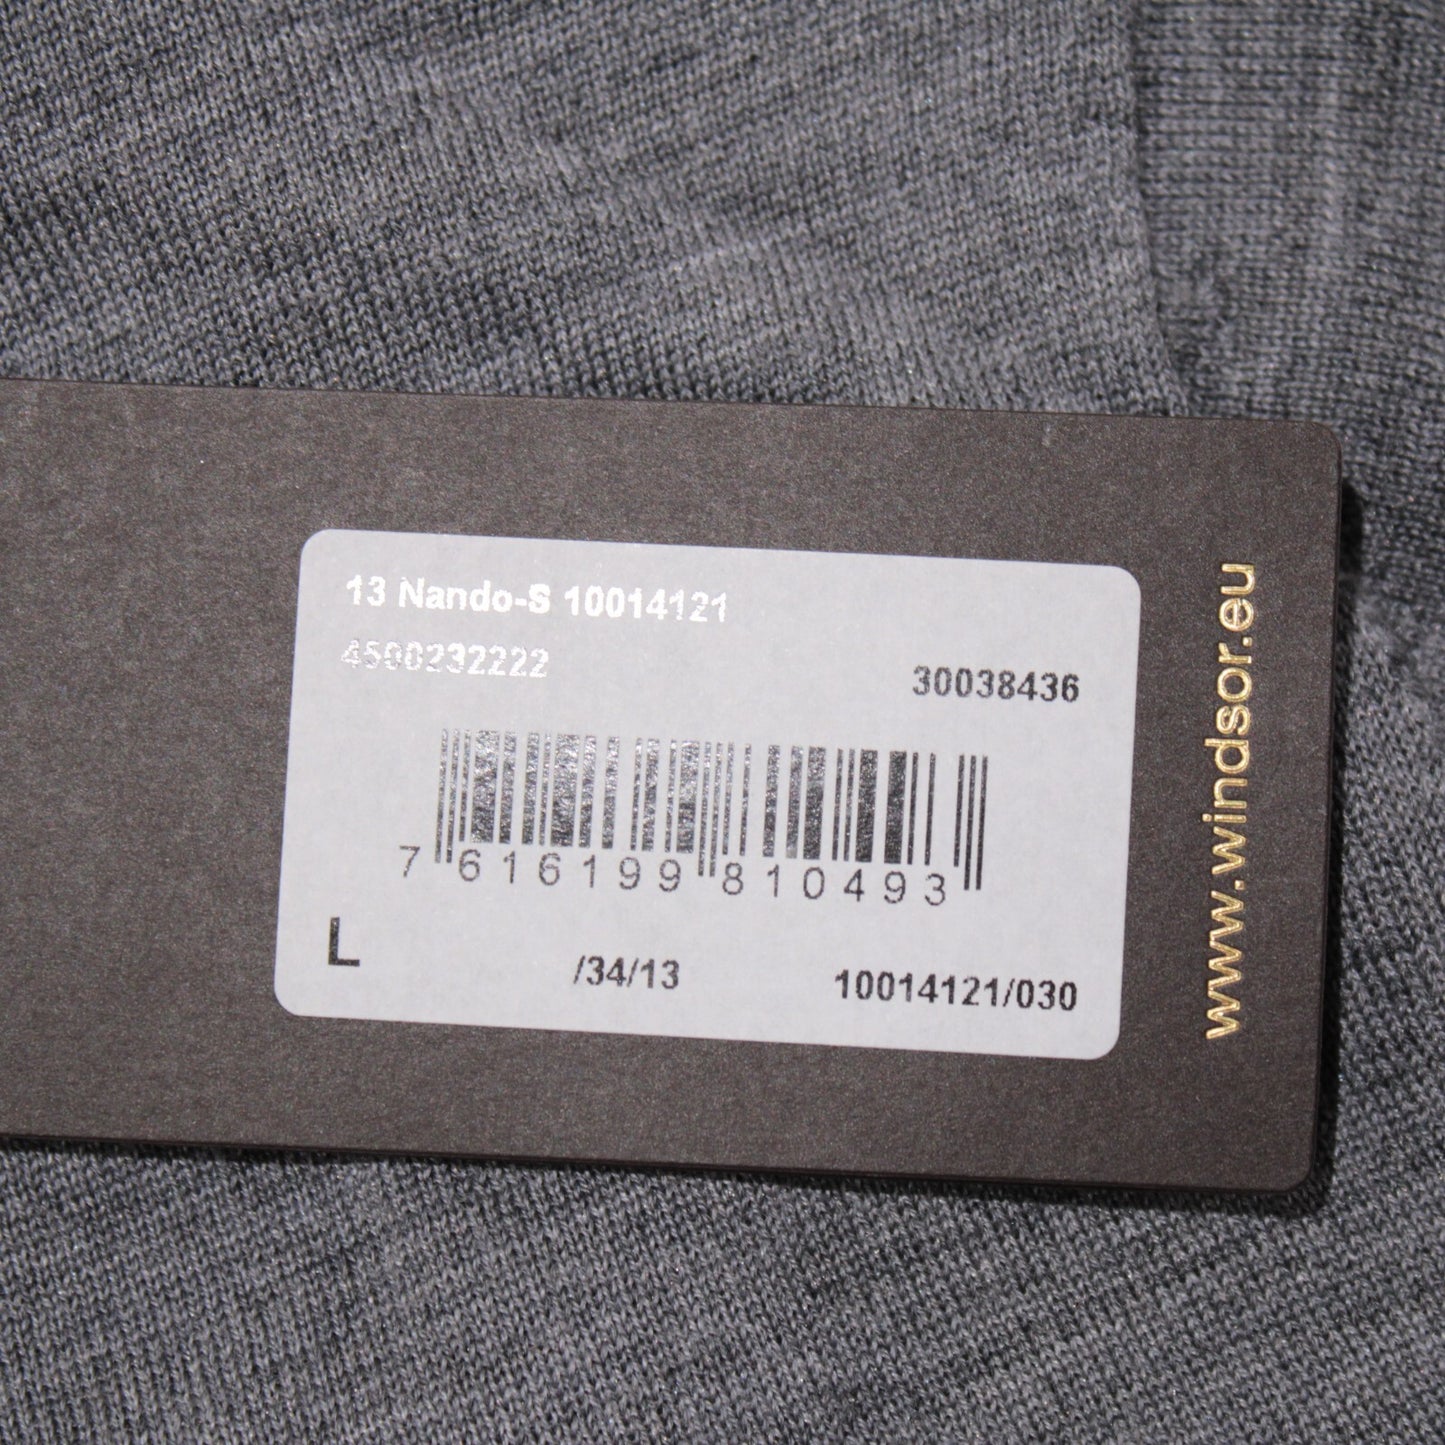 13 Nando-S 10014121
4500232222
30038436
7 616199 810493
L /34/13 10014121/030
www.windsor.eu